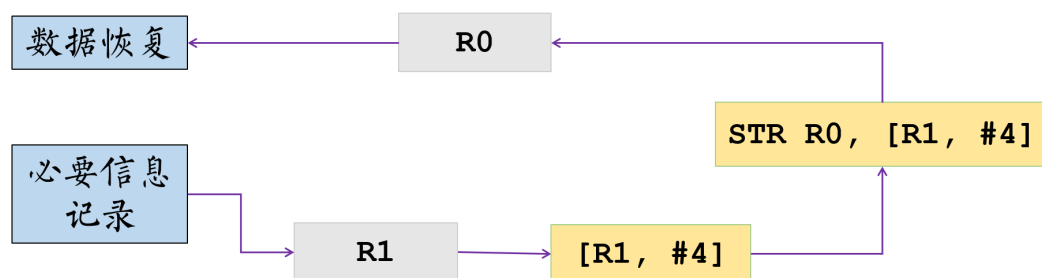 数据恢复
R0
STR R0, [R1, #4]
必要信息
记录
R1
[R1, #4]